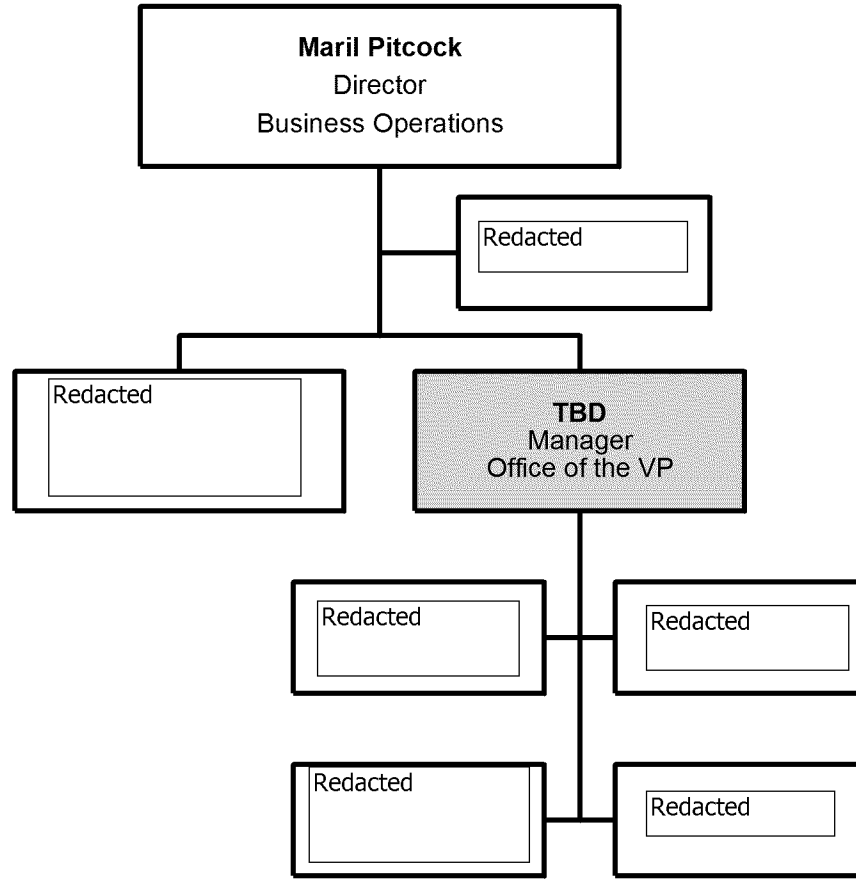 Maril Pitcock
Director
Business Operations
Redacted
Redacted
TBD
Manager
Office of the VP
Redacted
Redacted
Redacted
Redacted